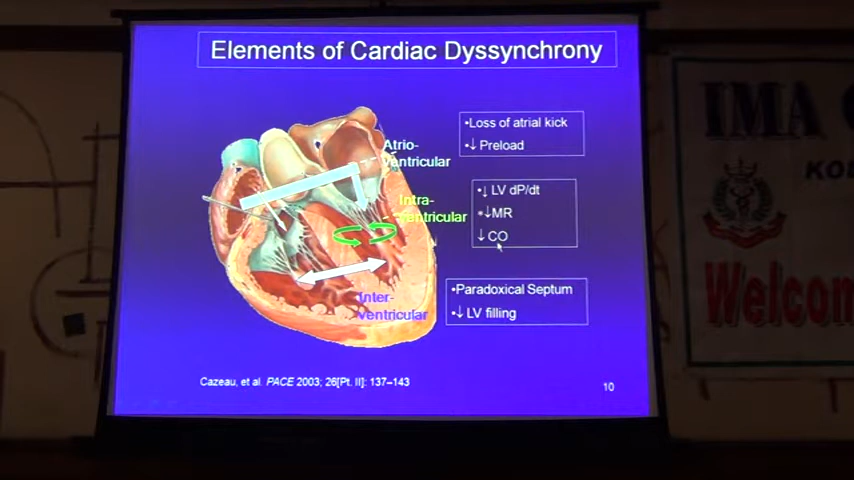 Elements of Cardiac Dyssynchrony
•Loss of atrial kick
•↓ Preload
Atrio-
ventricular
•↓ LV dP/dt
•↓MR
↓ CO
Intra-
ventricular
•Paradoxical Septum
•↓ LV filling
Inter-
ventricular
Cazeau, et al. PACE 2003; 26[Pt. II]: 137–143
10
IMA
Welcom